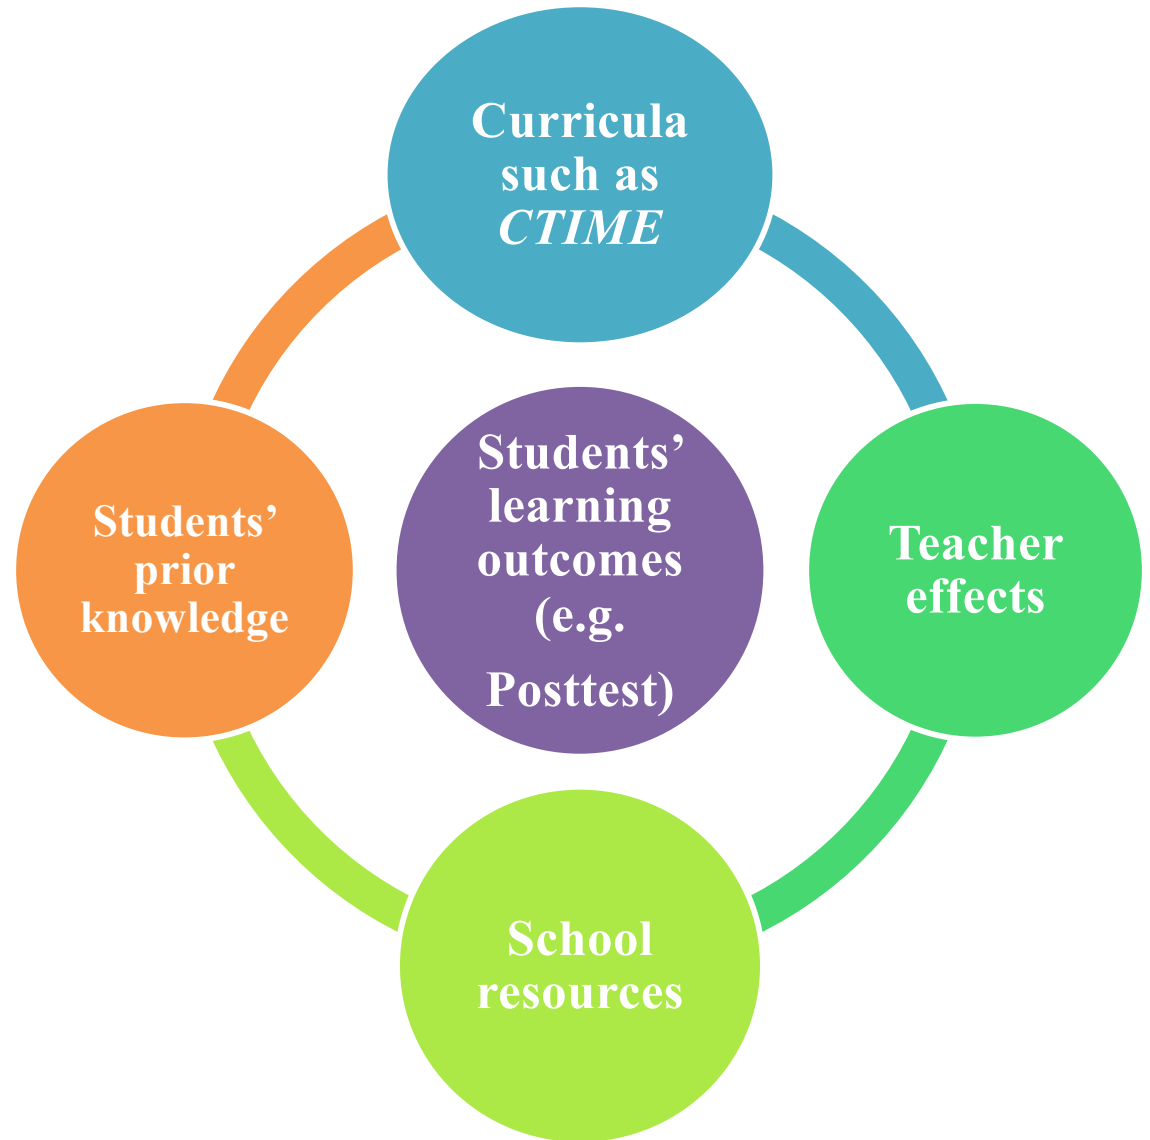 Curricula
such as
CTIME
Students’
prior
knowledge
Students’
learning
outcomes
(e.g.
Posttest)
Teacher
effects
School
resources